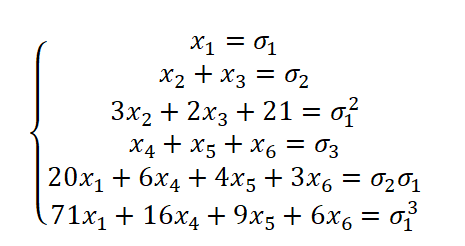 x₁ = σ₁
x₂ + x₃ = σ₂
3x₂ + 2x₃ + 21 = σ₁²
x₄ + x₅ + x₆ = σ₃
20x₁ + 6x₄ + 4x₅ + 3x₆ = σ₂σ₁
71x₁ + 16x₄ + 9x₅ + 6x₆ = σ₁³